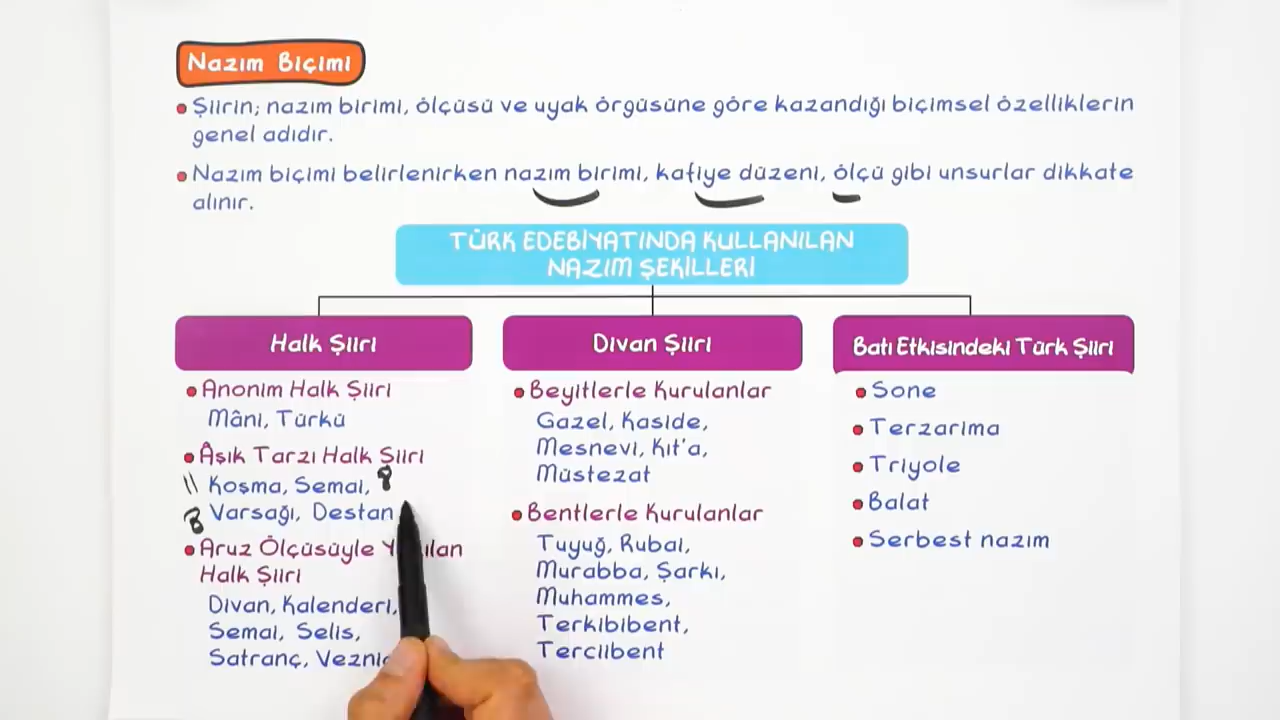 Nazım Biçimi
Şiirin; nazım birimi, ölçüsü ve uyak örgüsüne göre kazandığı biçimsel özelliklerin
genel adıdır.
Nazım biçimi belirlenirken nazım birimi, kafiye düzeni, ölçü gibi unsurlar dikkate
alınır.
TÜRK EDEBİYATINDA KULLANILAN
NAZIM ŞEKİLLERİ
Halk Şiiri
Anonim Halk Şiiri
Mâni, Türkü
Âşık Tarzı Halk Şiiri
11 Koşma, Semai, 8
8 Varsağı, Destan
Aruz Ölçüsüyle
Halk Şiiri
Divan, Kalenderi,
Semai, Selis,
Satranç,
Divan Şiiri
Beyitlerle Kurulanlar
Gazel, Kaside,
Mesnevi, Kıt'a,
Müstezat
Bentlerle Kurulanlar
Tuyuğ, Rubai,
Murabba, Şarkı,
Muhammes,
Terkibibent,
Terciibent
Batı Etkisindeki Türk Şiiri
Sone
Terzarima
Triyole
Balat
Serbest nazım